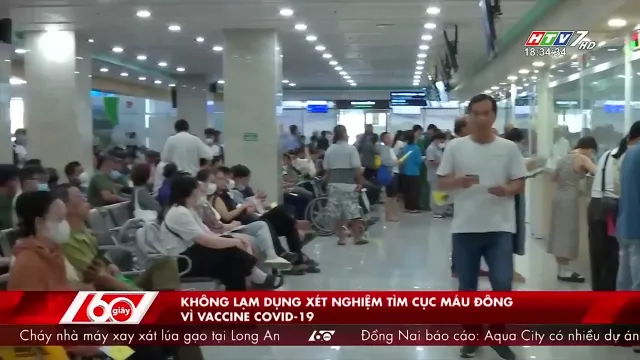 HTV7 HD
18:34:34
60 giây
KHÔNG LẠM DỤNG XÉT NGHIỆM TÌM CỤC MÁU ĐÔNG
VÌ VACCINE COVID-19
Cháy nhà máy xay xát lúa gạo tại Long An 60 giây Đồng Nai báo cáo: Aqua City có nhiều dự án